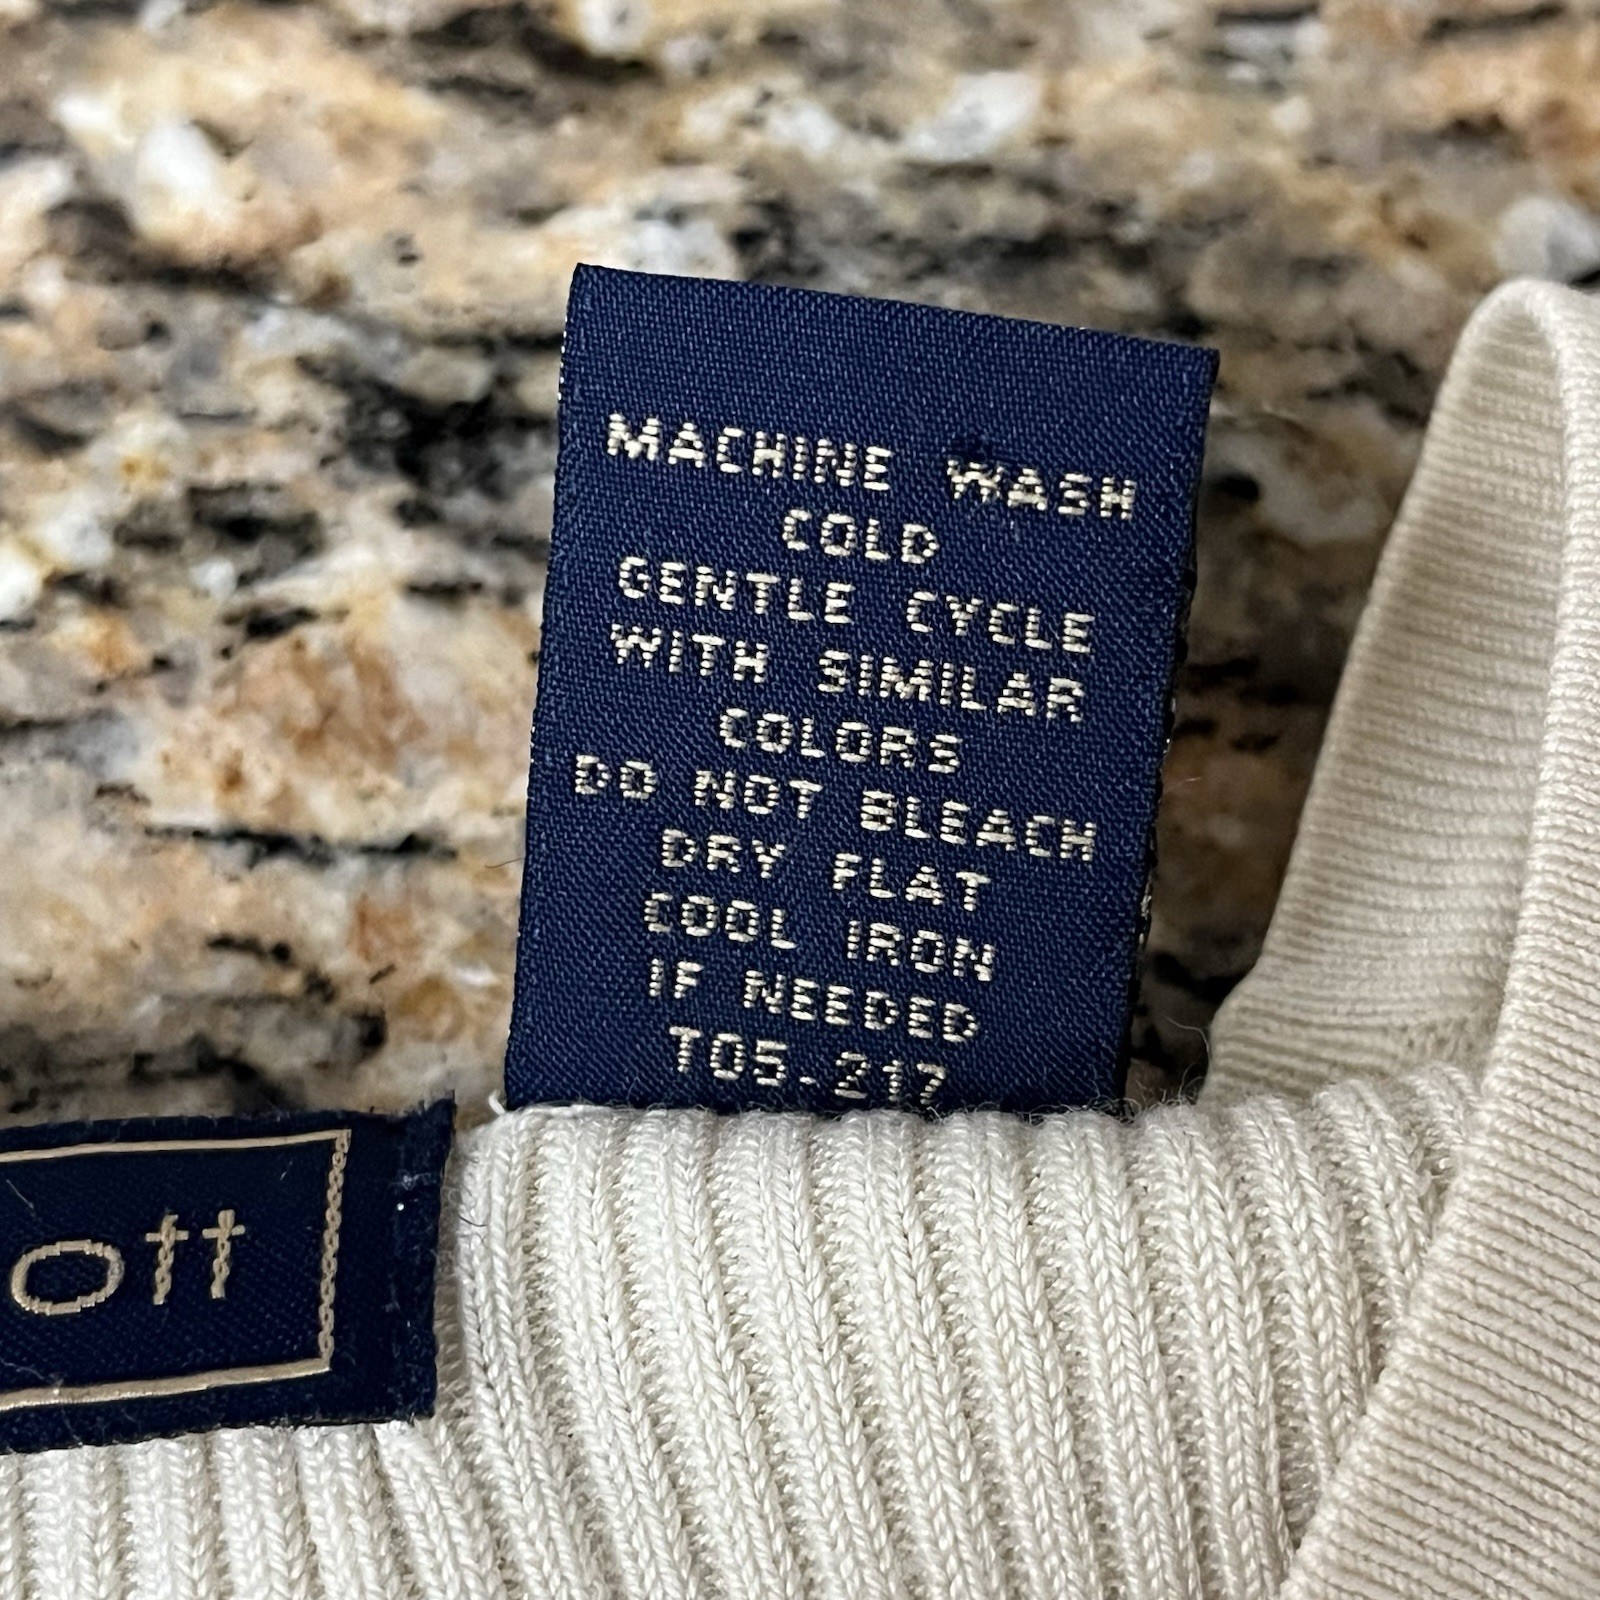 MACHINE WASH
COLD
GENTLE CYCLE
WITH SIMILAR
COLORS
DO NOT BLEACH
DRY FLAT
COOL IRON
IF NEEDED
T05-217
ott